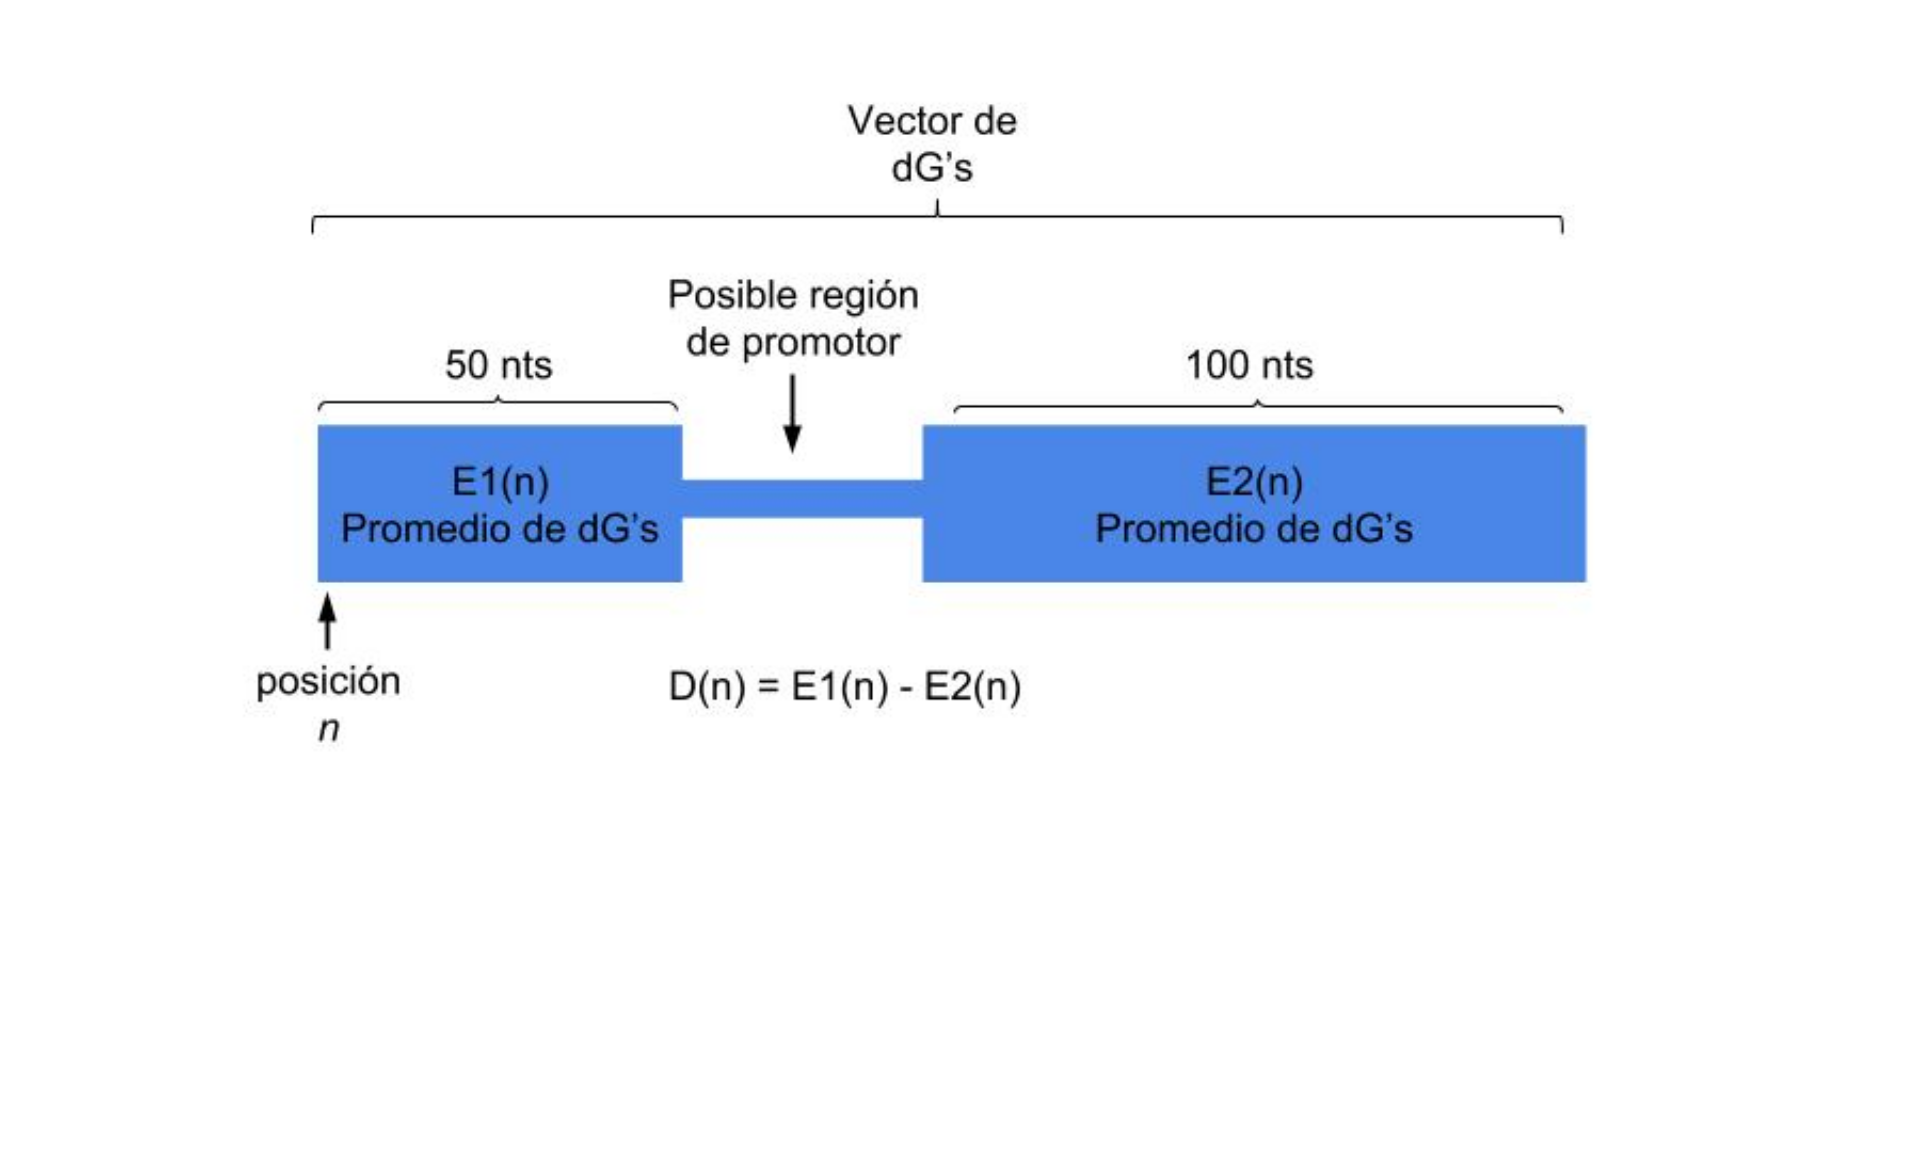 Vector de
dG’s
Posible región
de promotor
50 nts
100 nts
E1(n)
Promedio de dG’s
E2(n)
Promedio de dG’s
posición
n
D(n) = E1(n) - E2(n)